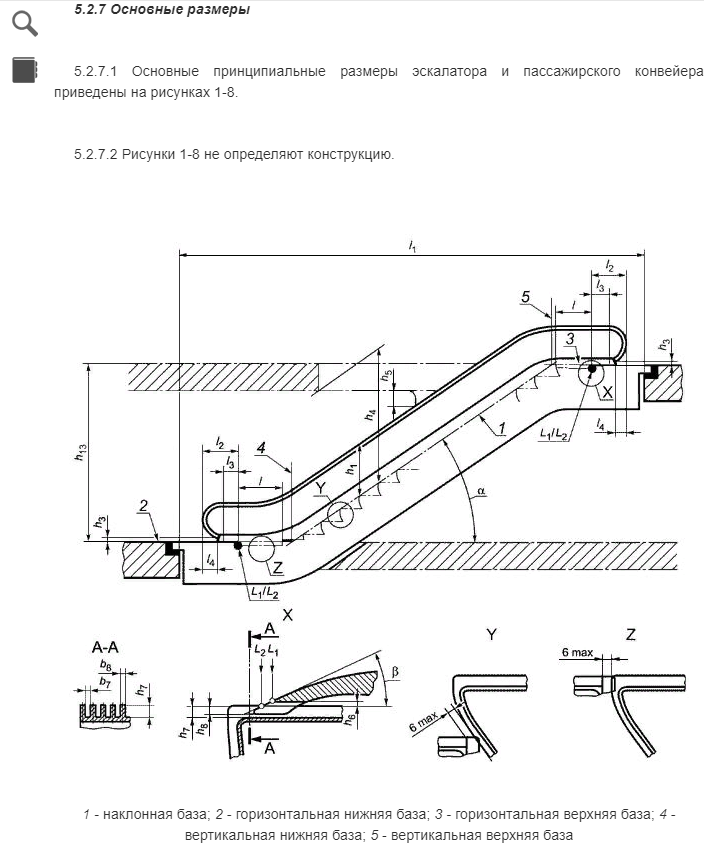 5.2.7 Основные размеры
5.2.7.1 Основные принципиальные размеры эскалатора и пассажирского конвейера
приведены на рисунках 1-8.
5.2.7.2 Рисунки 1-8 не определяют конструкцию.
l1
l2
l3
5
l
3
h3
X
h5
h4
h13
l2
l3
l
4
h1
1
L1/L2
l4
Y
α
2
h3
Z
l4
L1/L2
X
A-A
b8
b7
h7
A
L2 L1
β
h7
h8
h6
A
Y
6 max
Z
6 max
1 - наклонная база; 2 - горизонтальная нижняя база; 3 - горизонтальная верхняя база; 4 -
вертикальная нижняя база; 5 - вертикальная верхняя база